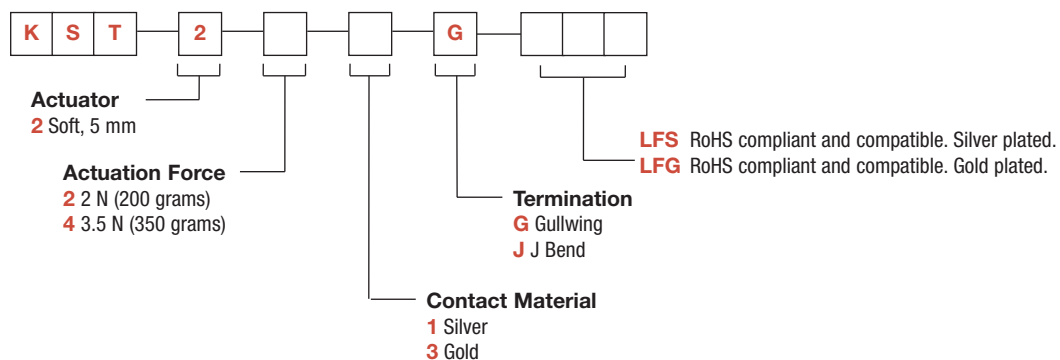 K S T 2 G
Actuator
2 Soft, 5 mm
Actuation Force
2 2 N (200 grams)
4 3.5 N (350 grams)
Contact Material
1 Silver
3 Gold
Termination
G Gullwing
J J Bend
LFS RoHS compliant and compatible. Silver plated.
LFG RoHS compliant and compatible. Gold plated.